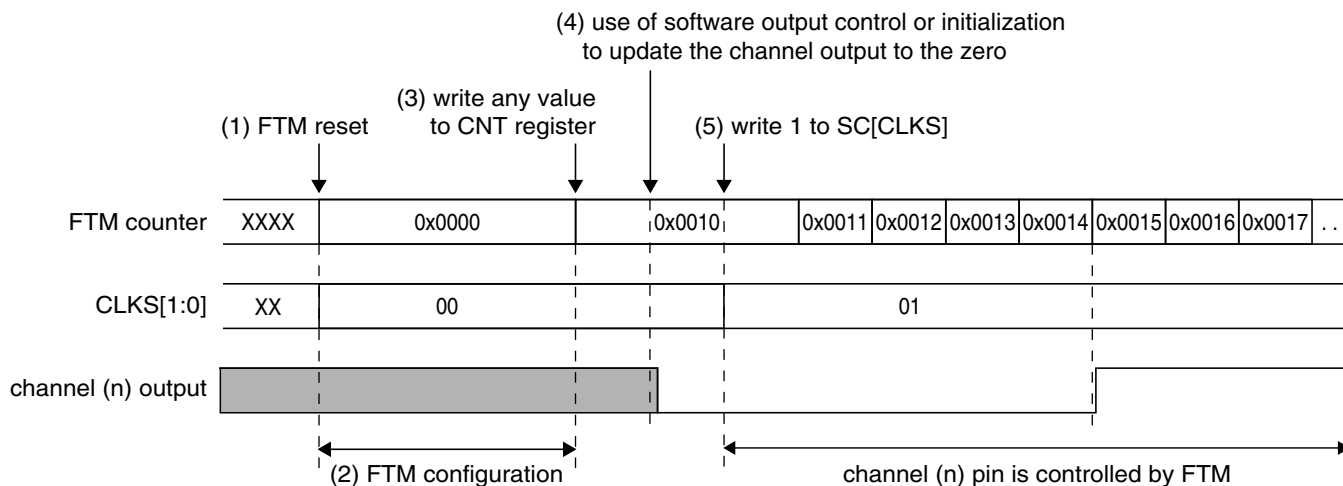 (4) use of software output control or initialization
to update the channel output to the zero
(3) write any value
to CNT register
(1) FTM reset
(5) write 1 to SC[CLKS]
FTM counter XXXX 0x0000 0x0010 0x0011 0x0012 0x0013 0x0014 0x0015 0x0016 0x0017 . .
CLKS[1:0] XX 00 01
channel (n) output
(2) FTM configuration
channel (n) pin is controlled by FTM